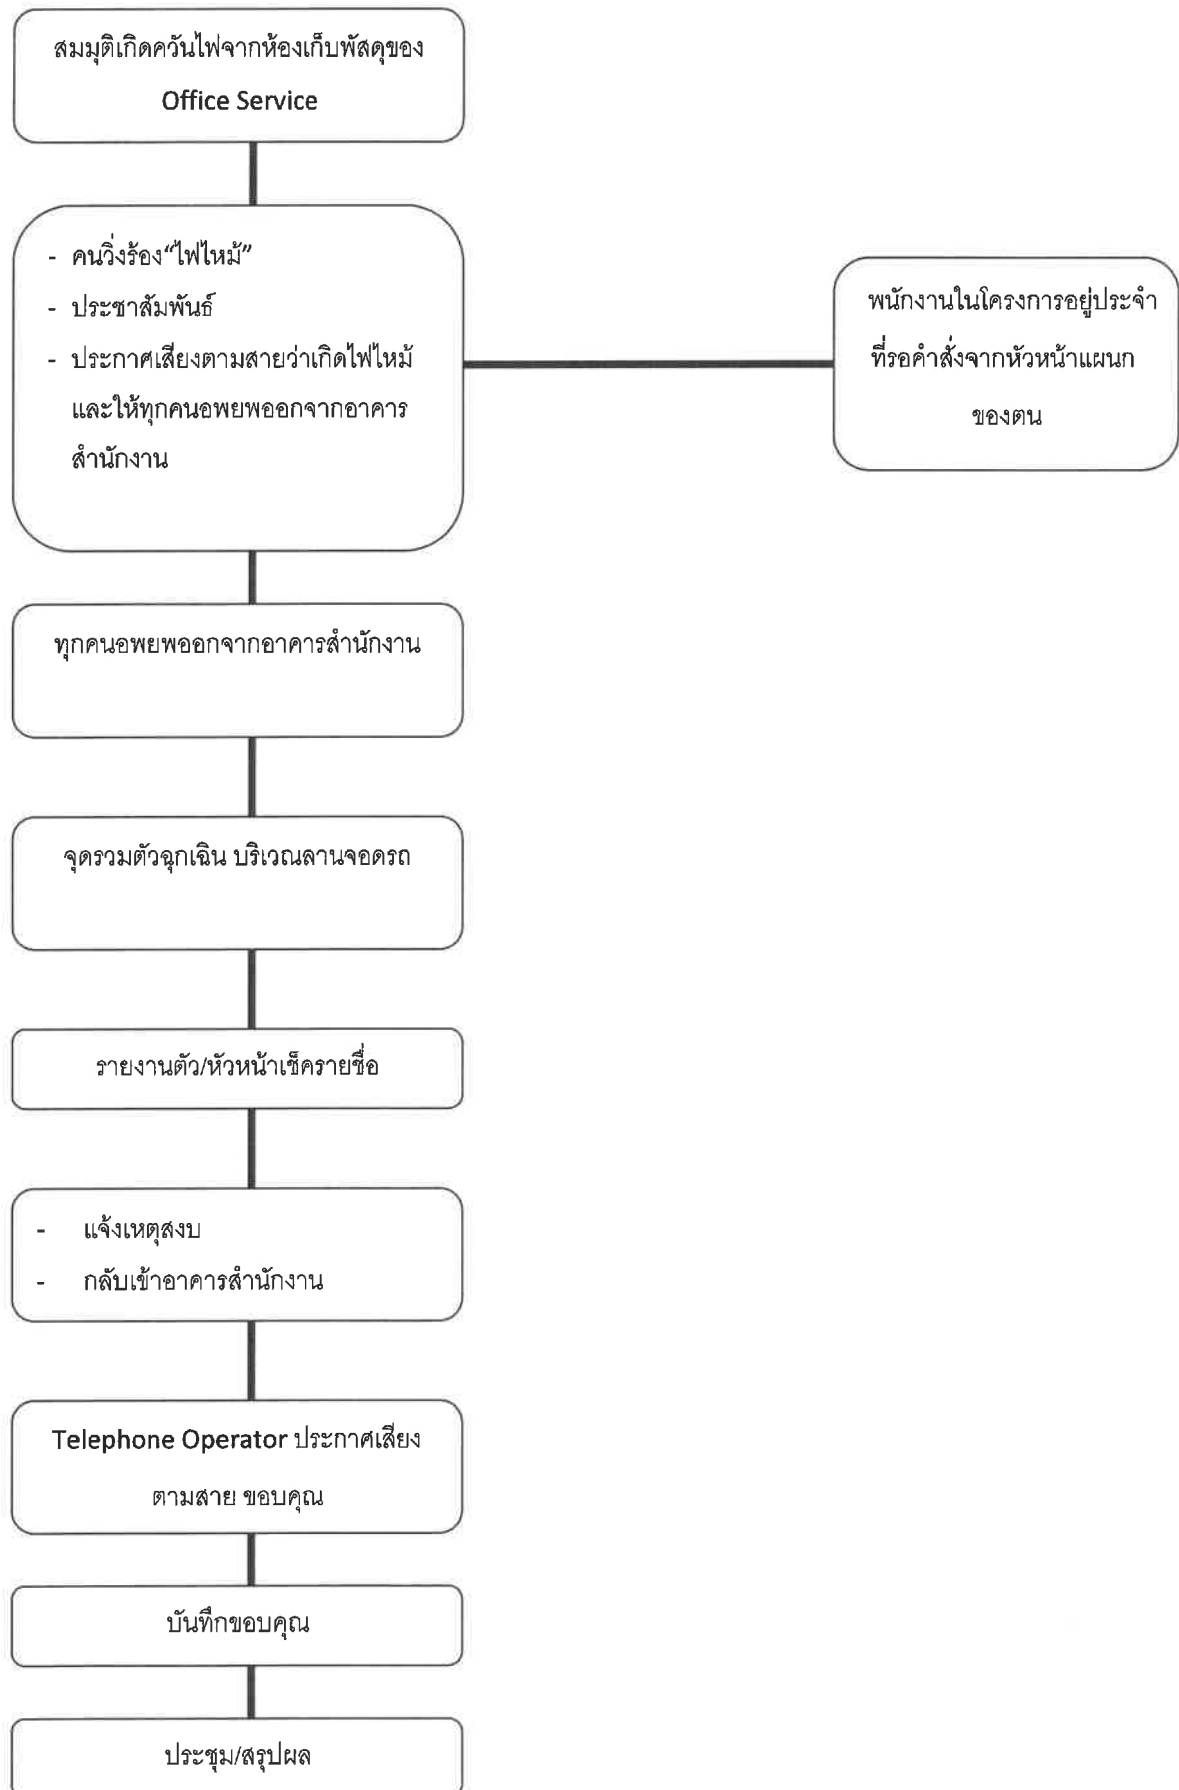 สมมุติเกิดควันไฟจากห้องเก็บพัสดุของ
Office Service
- คนวิ่งร้อง“ไฟไหม้”
- ประชาสัมพันธ์
- ประกาศเสียงตามสายว่าเกิดไฟไหม้
และให้ทุกคนอพยพออกจากอาคาร
สำนักงาน
พนักงานในโครงการอยู่ประจำ
ที่รอคำสั่งจากหัวหน้าแผนก
ของตน
ทุกคนอพยพออกจากอาคารสำนักงาน
จุดรวมตัวฉุกเฉิน บริเวณลานจอดรถ
รายงานตัว/หัวหน้าเช็ครายชื่อ
- แจ้งเหตุสงบ
- กลับเข้าอาคารสำนักงาน
Telephone Operator ประกาศเสียง
ตามสาย ขอบคุณ
บันทึกขอบคุณ
ประชุม/สรุปผล